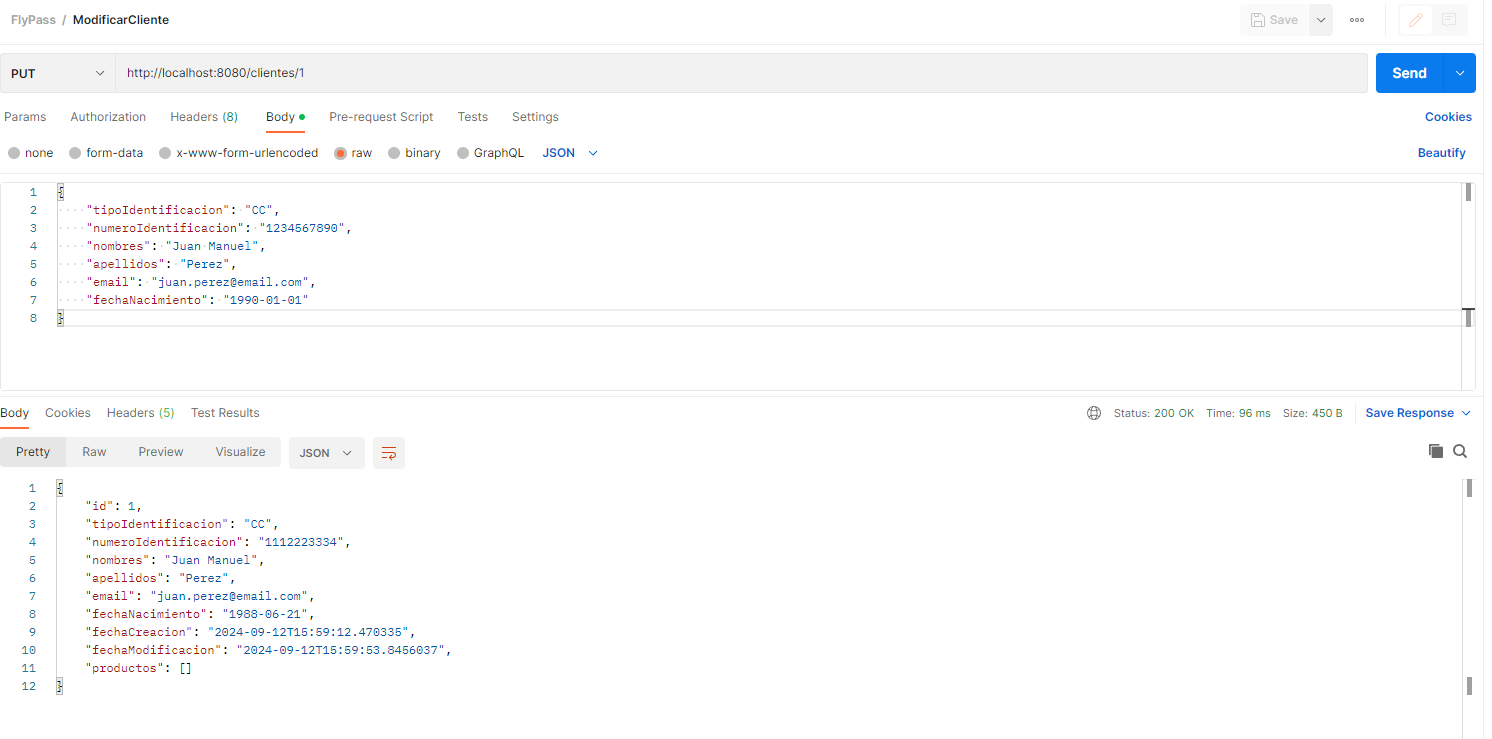 FlyPass / ModificarCliente
Save
PUT http://localhost:8080/clientes/1 Send
Params Authorization Headers (8) Body Pre-request Script Tests Settings Cookies
none form-data x-www-form-urlencoded raw binary GraphQL JSON Beautify
1 {
2 ····"tipoIdentificacion":·"CC",
3 ····"numeroIdentificacion":·"1234567890",
4 ····"nombres":·"Juan·Manuel",
5 ····"apellidos":·"Perez",
6 ····"email":·"juan.perez@email.com",
7 ····"fechaNacimiento":·"1990-01-01"
8 }
Body Cookies Headers (5) Test Results Status: 200 OK Time: 96 ms Size: 450 B Save Response
Pretty Raw Preview Visualize JSON
1 {
2 "id": 1,
3 "tipoIdentificacion": "CC",
4 "numeroIdentificacion": "1112223334",
5 "nombres": "Juan Manuel",
6 "apellidos": "Perez",
7 "email": "juan.perez@email.com",
8 "fechaNacimiento": "1988-06-21",
9 "fechaCreacion": "2024-09-12T15:59:12.470335",
10 "fechaModificacion": "2024-09-12T15:59:53.8456037",
11 "productos": []
12 }